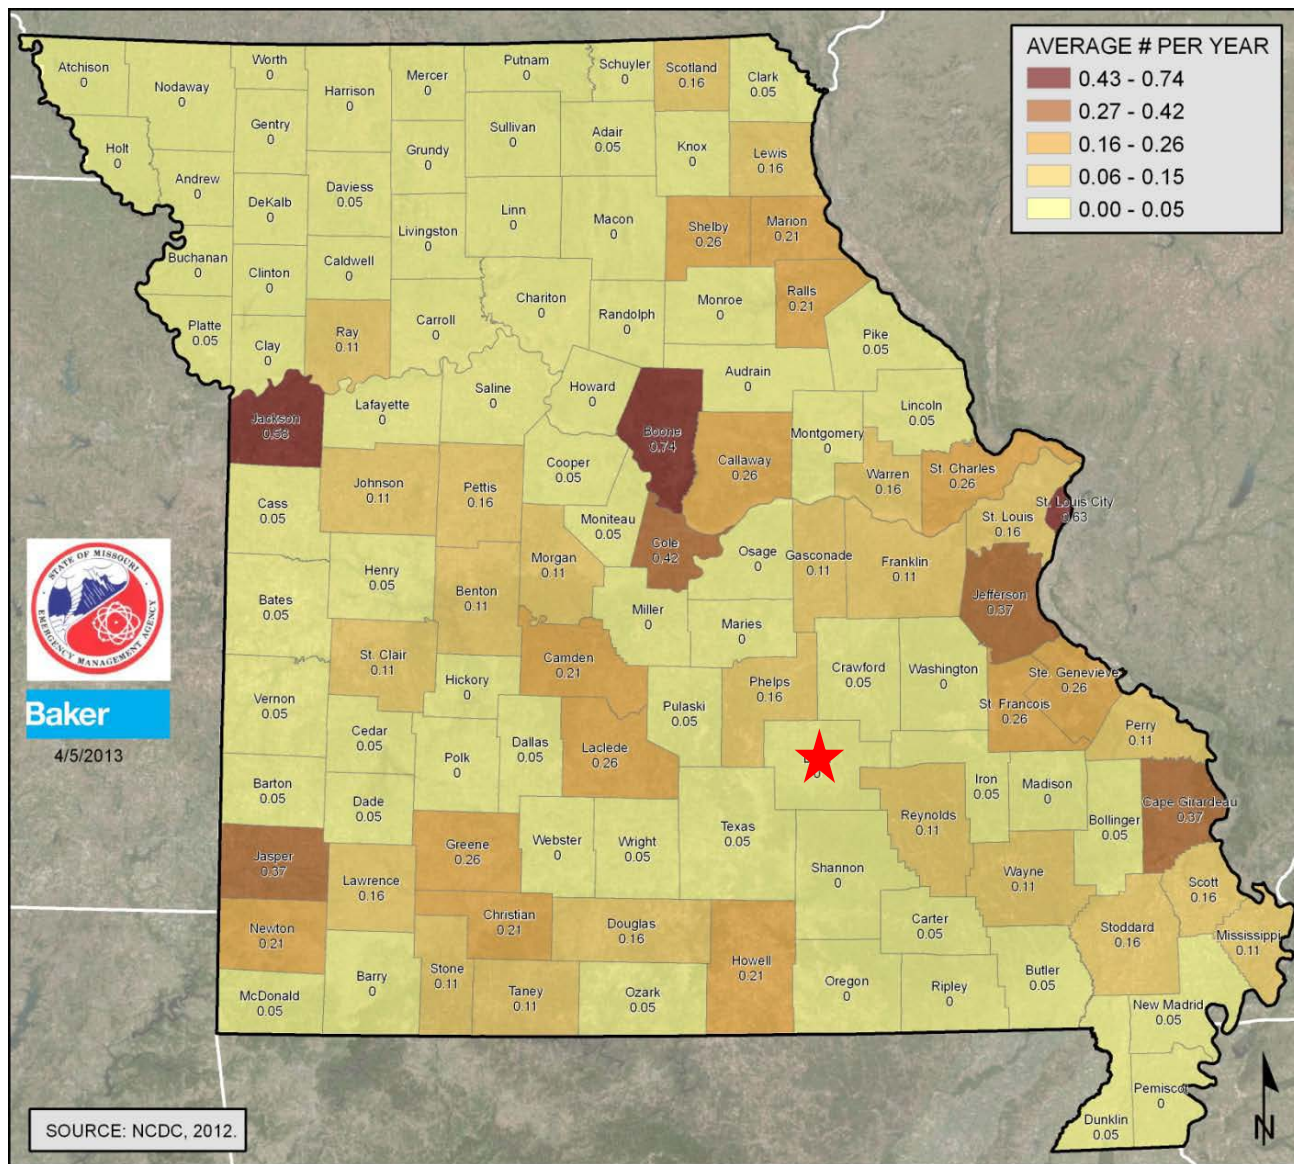 AVERAGE # PER YEAR
0.43 - 0.74
0.27 - 0.42
0.16 - 0.26
0.06 - 0.15
0.00 - 0.05
Atchison
0
Nodaway
0
Worth
0
Harrison
0
Mercer
0
Putnam
0
Schuyler
0
Scotland
0.16
Clark
0.05
Holt
0
Gentry
0
Andrew
0
DeKalb
0
Daviess
0.05
Grundy
0
Sullivan
0
Adair
0.05
Knox
0
Lewis
0.16
Livingston
0
Linn
0
Macon
0
Shelby
0.26
Marion
0.21
Buchanan
0
Clinton
0
Caldwell
0
Chariton
0
Randolph
0
Monroe
0
Ralls
0.21
Platte
0.05
Clay
0
Ray
0.11
Carroll
0
Pike
0.05
Audrain
0
Jackson
0.58
Lafayette
0
Saline
0
Howard
0
Boone
0.74
Callaway
0.26
Montgomery
0
Lincoln
0.05
Warren
0.16
St. Charles
0.26
St. Louis City
0.63
St. Louis
0.16
Cass
0.05
Johnson
0.11
Pettis
0.16
Cooper
0.05
Moniteau
0.05
Cole
0.42
Osage
0
Gasconade
0.11
Franklin
0.11
Jefferson
0.37
Bates
0.05
Henry
0.05
Benton
0.11
Morgan
0.11
Miller
0
Maries
0
STATE OF MISSOURI
EMERGENCY MANAGEMENT AGENCY
Baker
4/5/2013
Vernon
0.05
St. Clair
0.11
Hickory
0
Camden
0.21
Pulaski
0.05
Phelps
0.16
Crawford
0.05
Washington
0
Ste. Genevieve
0.26
St. Francois
0.26
Perry
0.11
Cedar
0.05
Polk
0
Dallas
0.05
Laclede
0.26
0
Iron
0.05
Madison
0
Bollinger
0.05
Cape Girardeau
0.37
Barton
0.05
Dade
0.05
Greene
0.26
Webster
0
Wright
0.05
Texas
0.05
Shannon
0
Reynolds
0.11
Wayne
0.11
Scott
0.16
Jasper
0.37
Lawrence
0.16
Christian
0.21
Douglas
0.16
Howell
0.21
Carter
0.05
Stoddard
0.16
Mississippi
0.11
Newton
0.21
McDonald
0.05
Barry
0
Stone
0.11
Taney
0.11
Ozark
0.05
Oregon
0
Ripley
0
Butler
0.05
New Madrid
0.05
Pemiscot
0
Dunklin
0.05
SOURCE: NCDC, 2012.
N